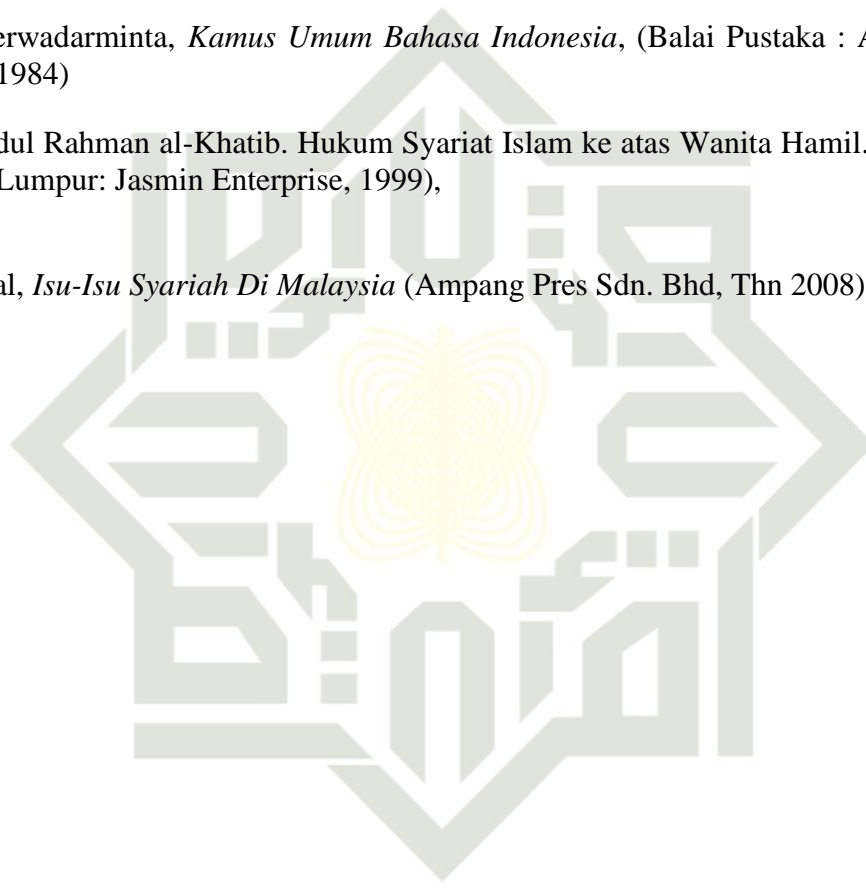 erwadarminta, Kamus Umum Bahasa Indonesia, (Balai Pustaka : A
1984)
dul Rahman al-Khatib. Hukum Syariat Islam ke atas Wanita Hamil.
Lumpur: Jasmin Enterprise, 1999),
al, Isu-Isu Syariah Di Malaysia (Ampang Pres Sdn. Bhd, Thn 2008)